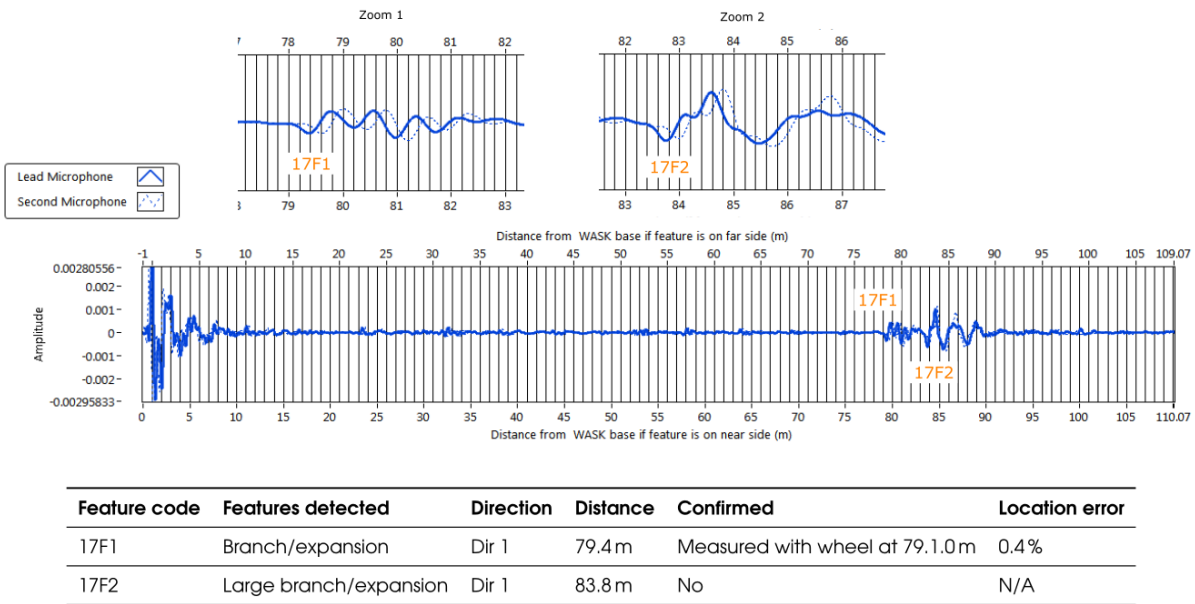 Zoom 1 Zoom 2
7 78 79 80 81 82 82 83 84 85 86
17F1 17F2
Lead Microphone
Second Microphone
3 79 80 81 82 83 83 84 85 86 87
Distance from WASK base if feature is on far side (m)
-1 5 10 15 20 25 30 35 40 45 50 55 60 65 70 75 80 85 90 95 100 105 109.07
0.00280556
0.002
0.001
0
-0.001
-0.002
-0.00295833
Amplitude
17F1
17F2
0 5 10 15 20 25 30 35 40 45 50 55 60 65 70 75 80 85 90 95 100 105 110.07
Distance from WASK base if feature is on near side (m)
Feature code Features detected Direction Distance Confirmed Location error
17F1 Branch/expansion Dir 1 79.4 m Measured with wheel at 79.1.0 m 0.4%
17F2 Large branch/expansion Dir 1 83.8 m No N/A